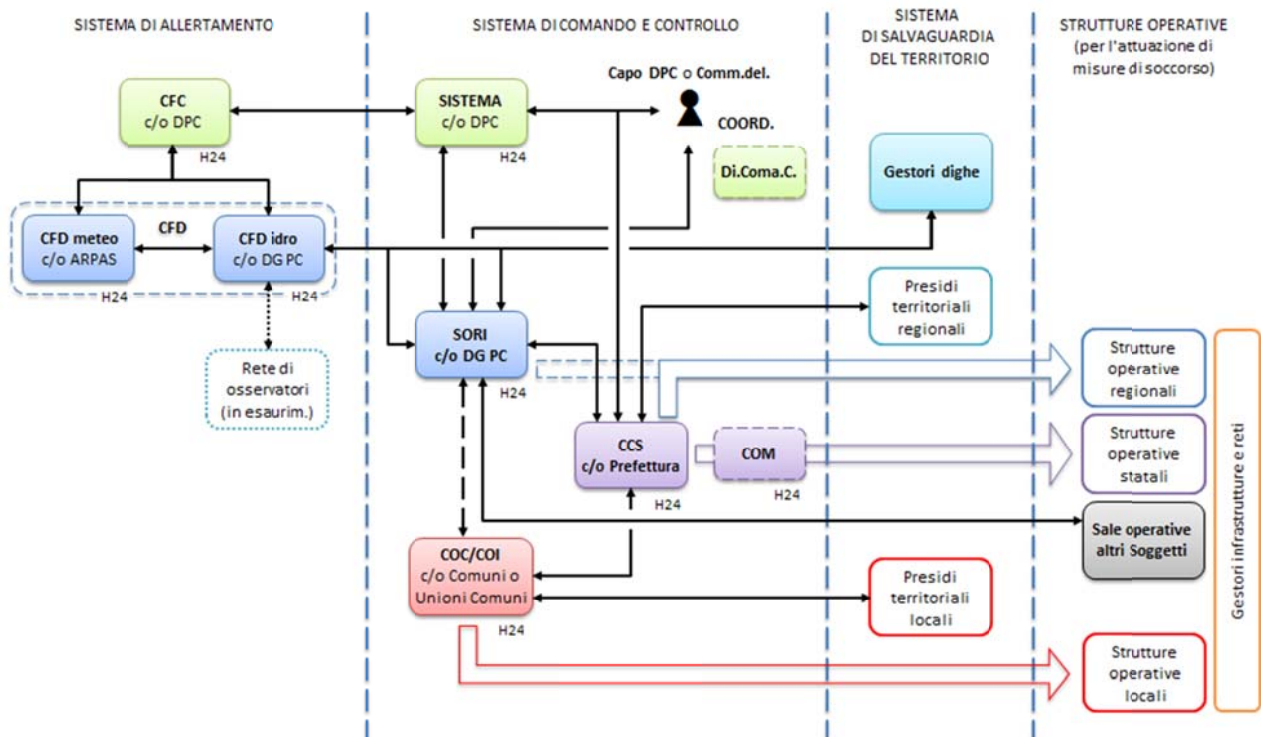 SISTEMA DI ALLERTAMENTO
SISTEMA DI COMANDO E CONTROLLO
SISTEMA
DI SALVAGUARDIA
DEL TERRITORIO
STRUTTURE OPERATIVE
(per l'attuazione di
misure di soccorso)
CFC
c/o DPC
H24
SISTEMA
c/o DPC
H24
Capo DPC o Comm.del.
COORD.
Di.Coma.C.
Gestori dighe
CFD meteo
c/o ARPAS
H24
CFD
CFD idro
c/o DG PC
H24
Rete di
osservatori
(in esaurim.)
SORI
c/o DG PC
H24
Presidi
territoriali
regionali
Strutture
operative
regionali
CCS
c/o Prefettura
H24
COM
H24
Strutture
operative
statali
Sale operative
altri Soggetti
COC/COI
c/o Comuni o
Unioni Comuni
H24
Presidi
territoriali
locali
Strutture
operative
locali
Gestori infrastrutture e reti